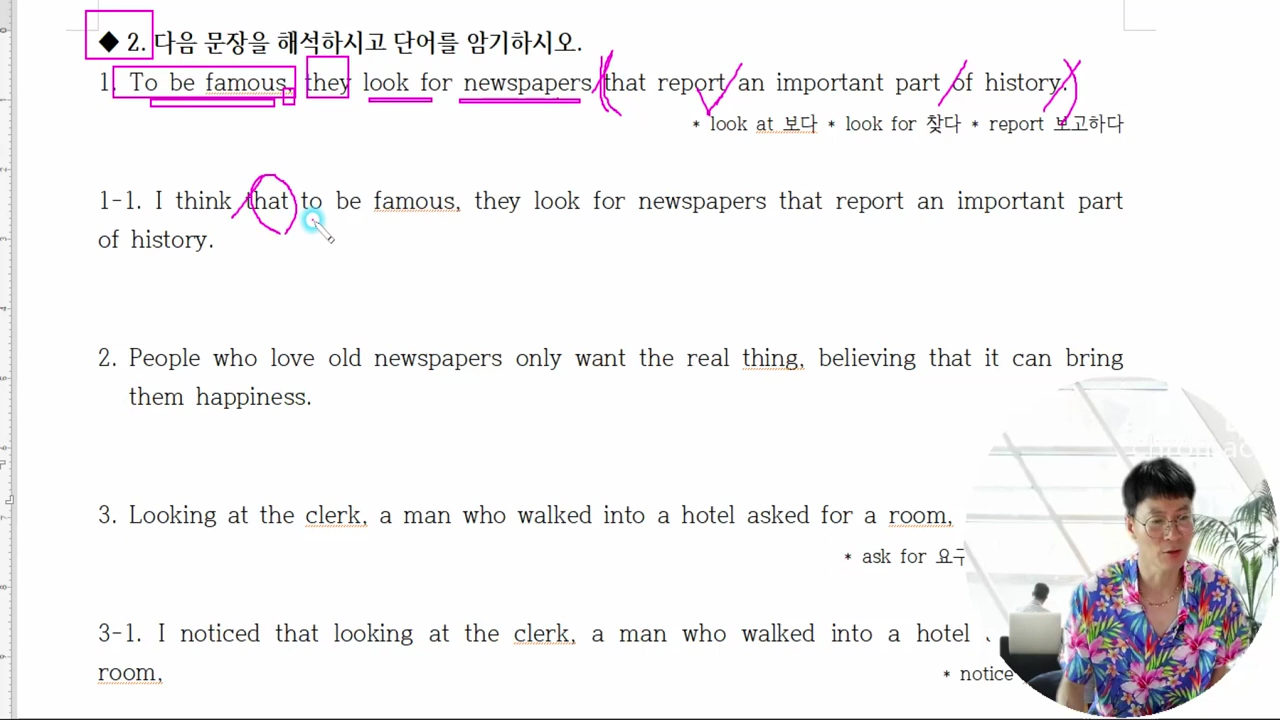 ◆ 2. 다음 문장을 해석하시고 단어를 암기하시오.
1. To be famous, they look for newspapers that report an important part of history.
* look at 보다 * look for 찾다 * report 보고하다
1-1. I think that to be famous, they look for newspapers that report an important part
of history.
2. People who love old newspapers only want the real thing, believing that it can bring
them happiness.
3. Looking at the clerk, a man who walked into a hotel asked for a room,
* ask for
3-1. I noticed that looking at the clerk, a man who walked into a hotel
room,
* notice